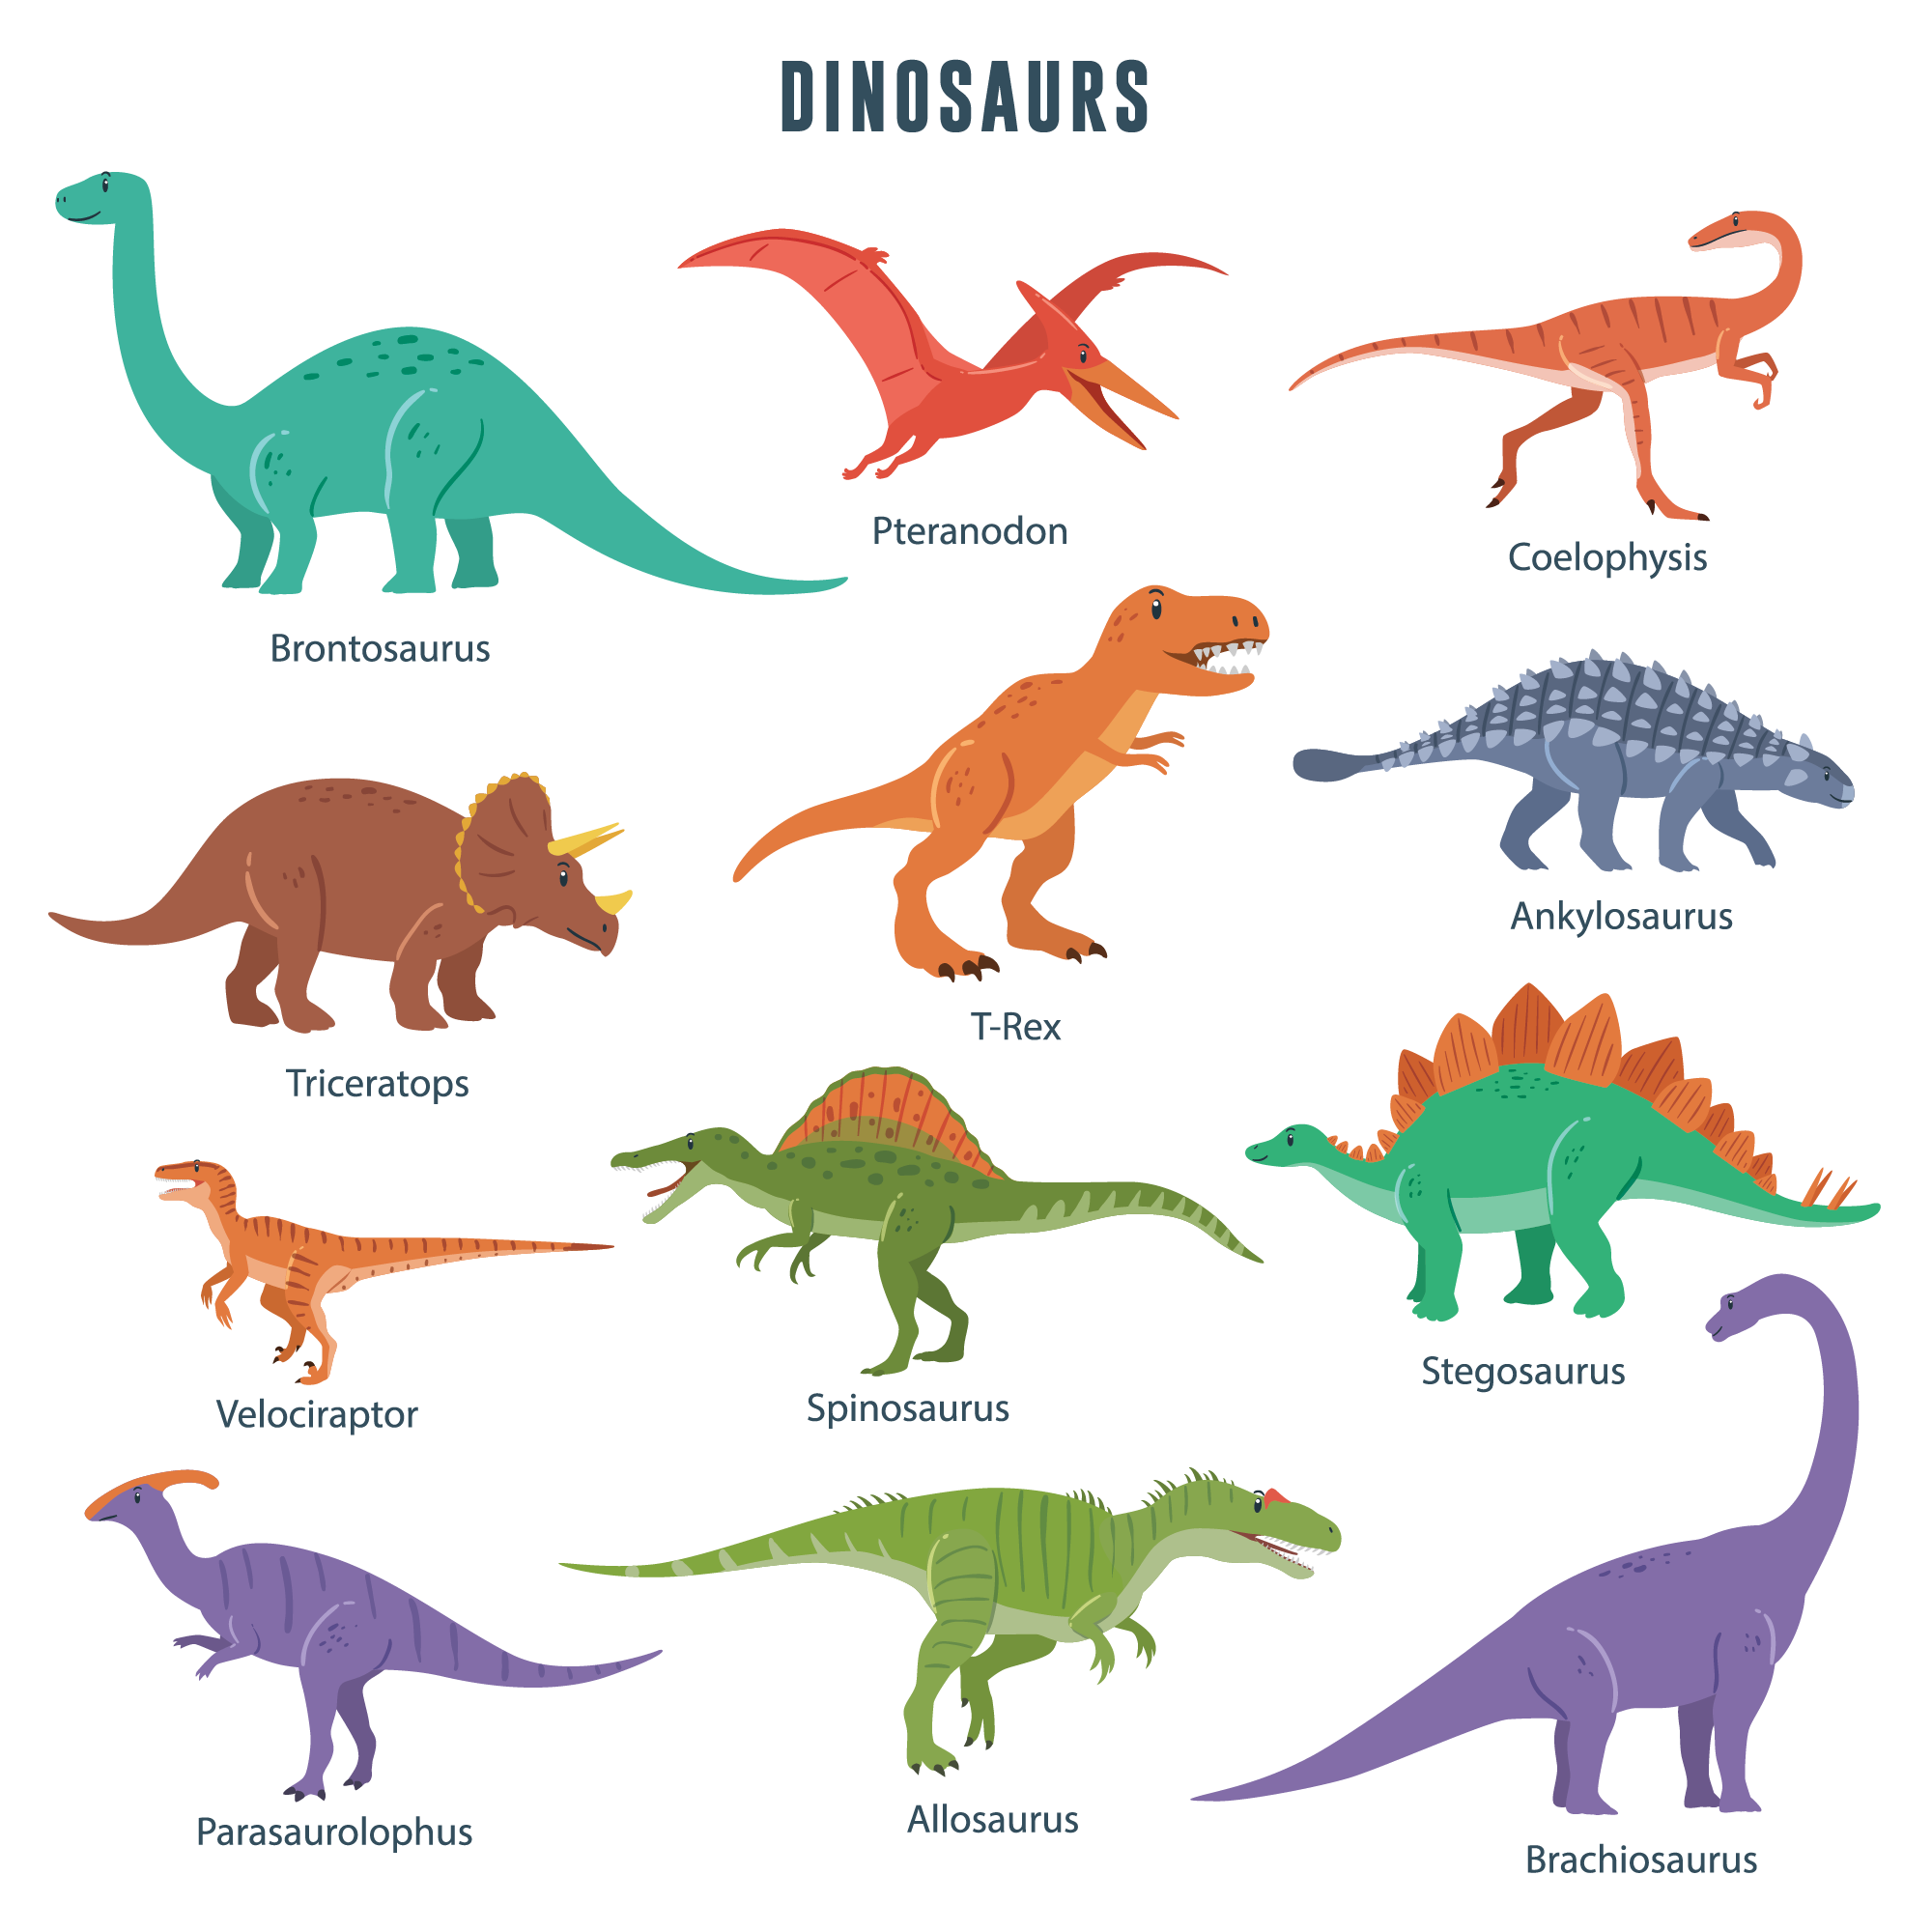 DINOSAURS
Brontosaurus
Pteranodon
Coelophysis
Triceratops
T-Rex
Ankylosaurus
Velociraptor
Spinosaurus
Stegosaurus
Parasaurolophus
Allosaurus
Brachiosaurus